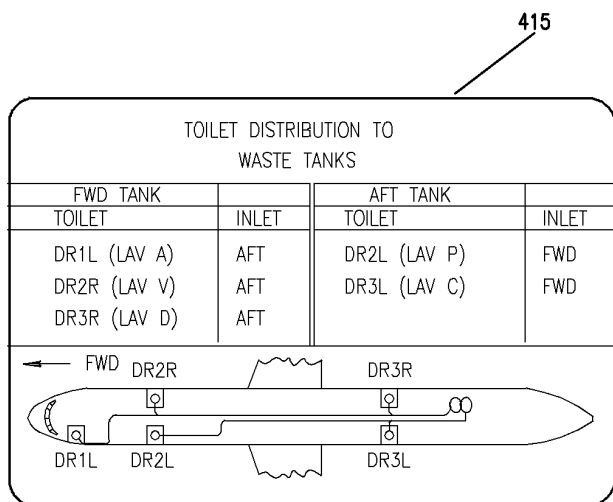 415
TOILET DISTRIBUTION TO
WASTE TANKS
FWD TANK AFT TANK
TOILET INLET TOILET INLET
DR1L (LAV A) AFT DR2L (LAV P) FWD
DR2R (LAV V) AFT DR3L (LAV C) FWD
DR3R (LAV D) AFT
FWD
DR2R DR3R
DR1L DR2L DR3L